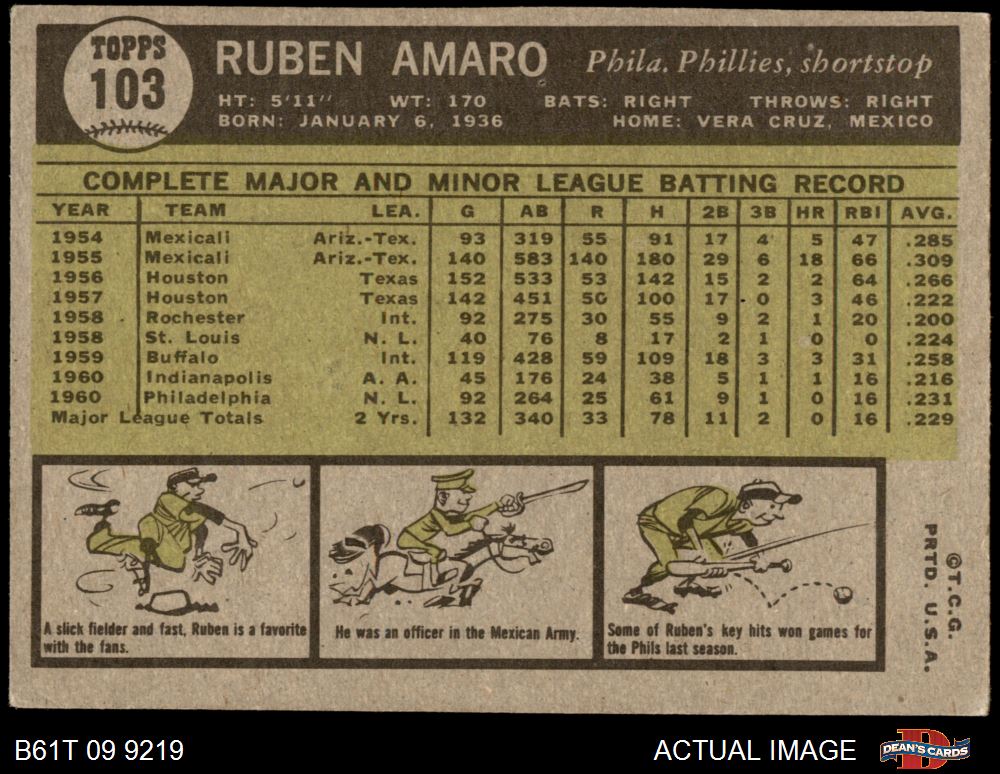 TOPPS
103
RUBEN AMARO Phila. Phillies, shortstop
HT: 5'11" WT: 170 BATS: RIGHT THROWS: RIGHT
BORN: JANUARY 6, 1936 HOME: VERA CRUZ, MEXICO
COMPLETE MAJOR AND MINOR LEAGUE BATTING RECORD
YEAR TEAM LEA. G AB R H 2B 3B HR RBI AVG.
1954 Mexicali Ariz.-Tex. 93 319 55 91 17 4 5 47 .285
1955 Mexicali Ariz.-Tex. 140 583 140 180 29 6 18 66 .309
1956 Houston Texas 152 533 53 142 15 2 2 64 .266
1957 Houston Texas 142 451 50 100 17 0 3 46 .222
1958 Rochester Int. 92 275 30 55 9 2 1 20 .200
1958 St. Louis N. L. 40 76 8 17 2 1 0 0 .224
1959 Buffalo Int. 119 428 59 109 18 3 3 31 .258
1960 Indianapolis A. A. 45 176 24 38 5 1 1 16 .216
1960 Philadelphia N. L. 92 264 25 61 9 1 0 16 .231
Major League Totals 2 Yrs. 132 340 33 78 11 2 0 16 .229
A slick fielder and fast, Ruben is a favorite
with the fans.
He was an officer in the Mexican Army.
Some of Ruben's key hits won games for
the Phils last season.
©T.C.G.
PRTD. U.S.A.
B61T 09 9219
ACTUAL IMAGE
DEAN'S CARDS